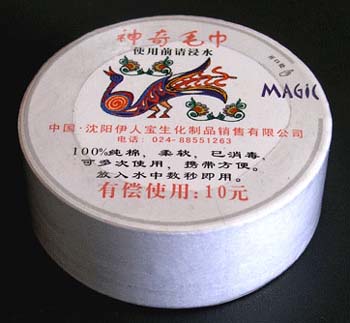 神奇毛巾
使用前请浸水
开口处
MAGIC
中国·沈阳伊人宝生化制品销售有限公司
电话：024-88551263
100%纯棉，柔软，已消毒，
可多次使用，携带方便。
放入水中数秒即用。
有偿使用：10元